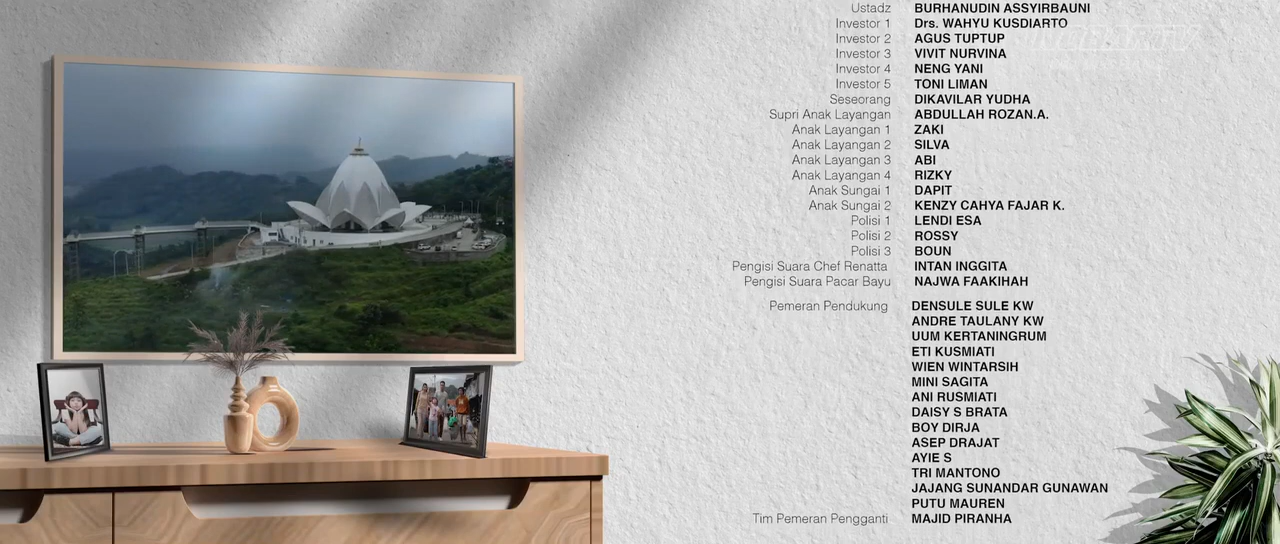 Ustadz BURHANUDIN ASSYIRBAUNI
Investor 1 Drs. WAHYU KUSDIARTO
Investor 2 AGUS TUPTUP
Investor 3 VIVIT NURVINA
Investor 4 NENG YANI
Investor 5 TONI LIMAN
Seseorang DIKAVILAR YUDHA
Supri Anak Layangan ABDULLAH ROZAN.A.
Anak Layangan 1 ZAKI
Anak Layangan 2 SILVA
Anak Layangan 3 ABI
Anak Layangan 4 RIZKY
Anak Sungai 1 DAPIT
Anak Sungai 2 KENZY CAHYA FAJAR K.
Polisi 1 LENDI ESA
Polisi 2 ROSSY
Polisi 3 BOUN
Pengisi Suara Chef Renatta INTAN INGGITA
Pengisi Suara Pacar Bayu NAJWA FAAKIHAH
Pemeran Pendukung DENSULE SULE KW
ANDRE TAULANY KW
UUM KERTANINGRUM
ETI KUSMIATI
WIEN WINTARSIH
MINI SAGITA
ANI RUSMIATI
DAISY S BRATA
BOY DIRJA
ASEP DRAJAT
AYIE S
TRI MANTONO
JAJANG SUNANDAR GUNAWAN
PUTU MAUREN
Tim Pemeran Pengganti MAJID PIRANHA